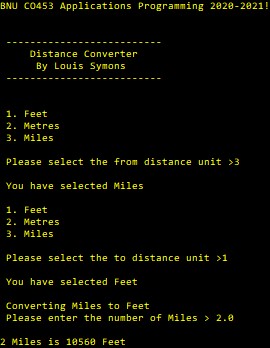 BNU CO453 Applications Programming 2020-2021!
--------------------------
Distance Converter
By Louis Symons
--------------------------
1. Feet
2. Metres
3. Miles
Please select the from distance unit >3
You have selected Miles
1. Feet
2. Metres
3. Miles
Please select the to distance unit >1
You have selected Feet
Converting Miles to Feet
Please enter the number of Miles > 2.0
2 Miles is 10560 Feet